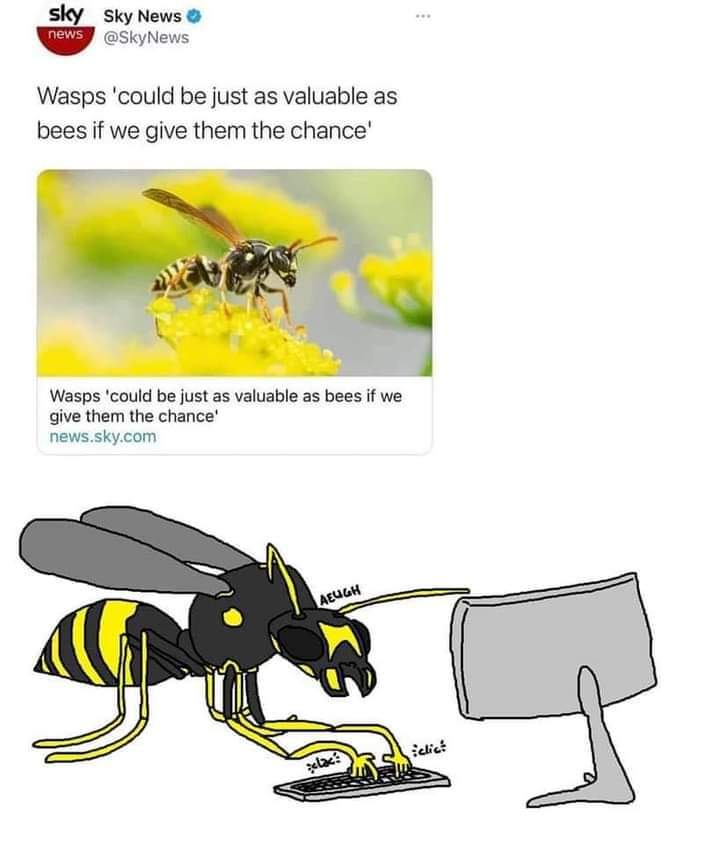 sky
news
Sky News
@SkyNews
Wasps 'could be just as valuable as
bees if we give them the chance'
Wasps 'could be just as valuable as bees if we
give them the chance'
news.sky.com
AEUGH
:clac:
:clic: